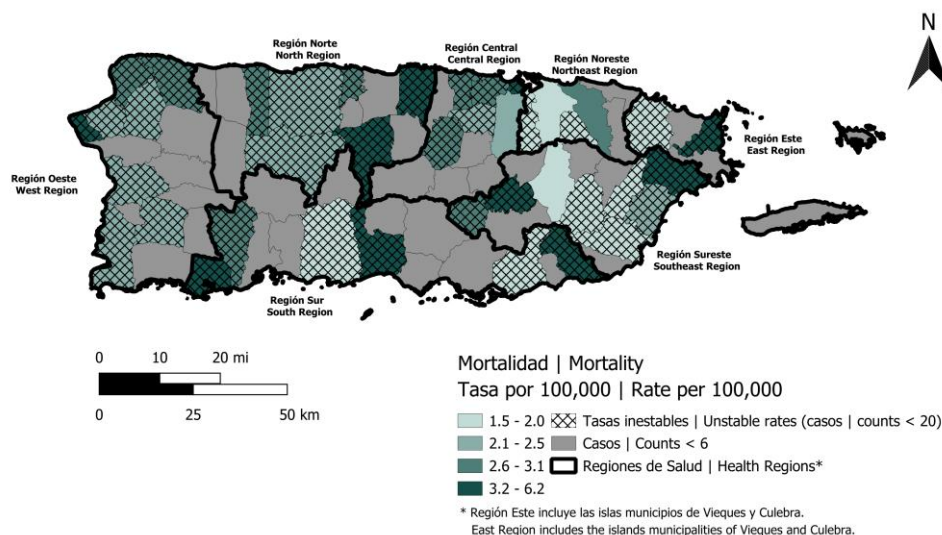 N
Región Norte
North Region
Región Central
Central Region
Región Noreste
Northeast Region
Región Este
East Region
Región Oeste
West Region
Región Sureste
Southeast Region
Región Sur
South Region
0 10 20 mi
0 25 50 km
Mortalidad | Mortality
Tasa por 100,000 | Rate per 100,000
1.5 - 2.0 Tasas inestables | Unstable rates (casos | counts < 20)
2.1 - 2.5 Casos | Counts < 6
2.6 - 3.1 Regiones de Salud | Health Regions*
3.2 - 6.2
* Región Este incluye las islas municipios de Vieques y Culebra.
East Region includes the islands municipalities of Vieques and Culebra.